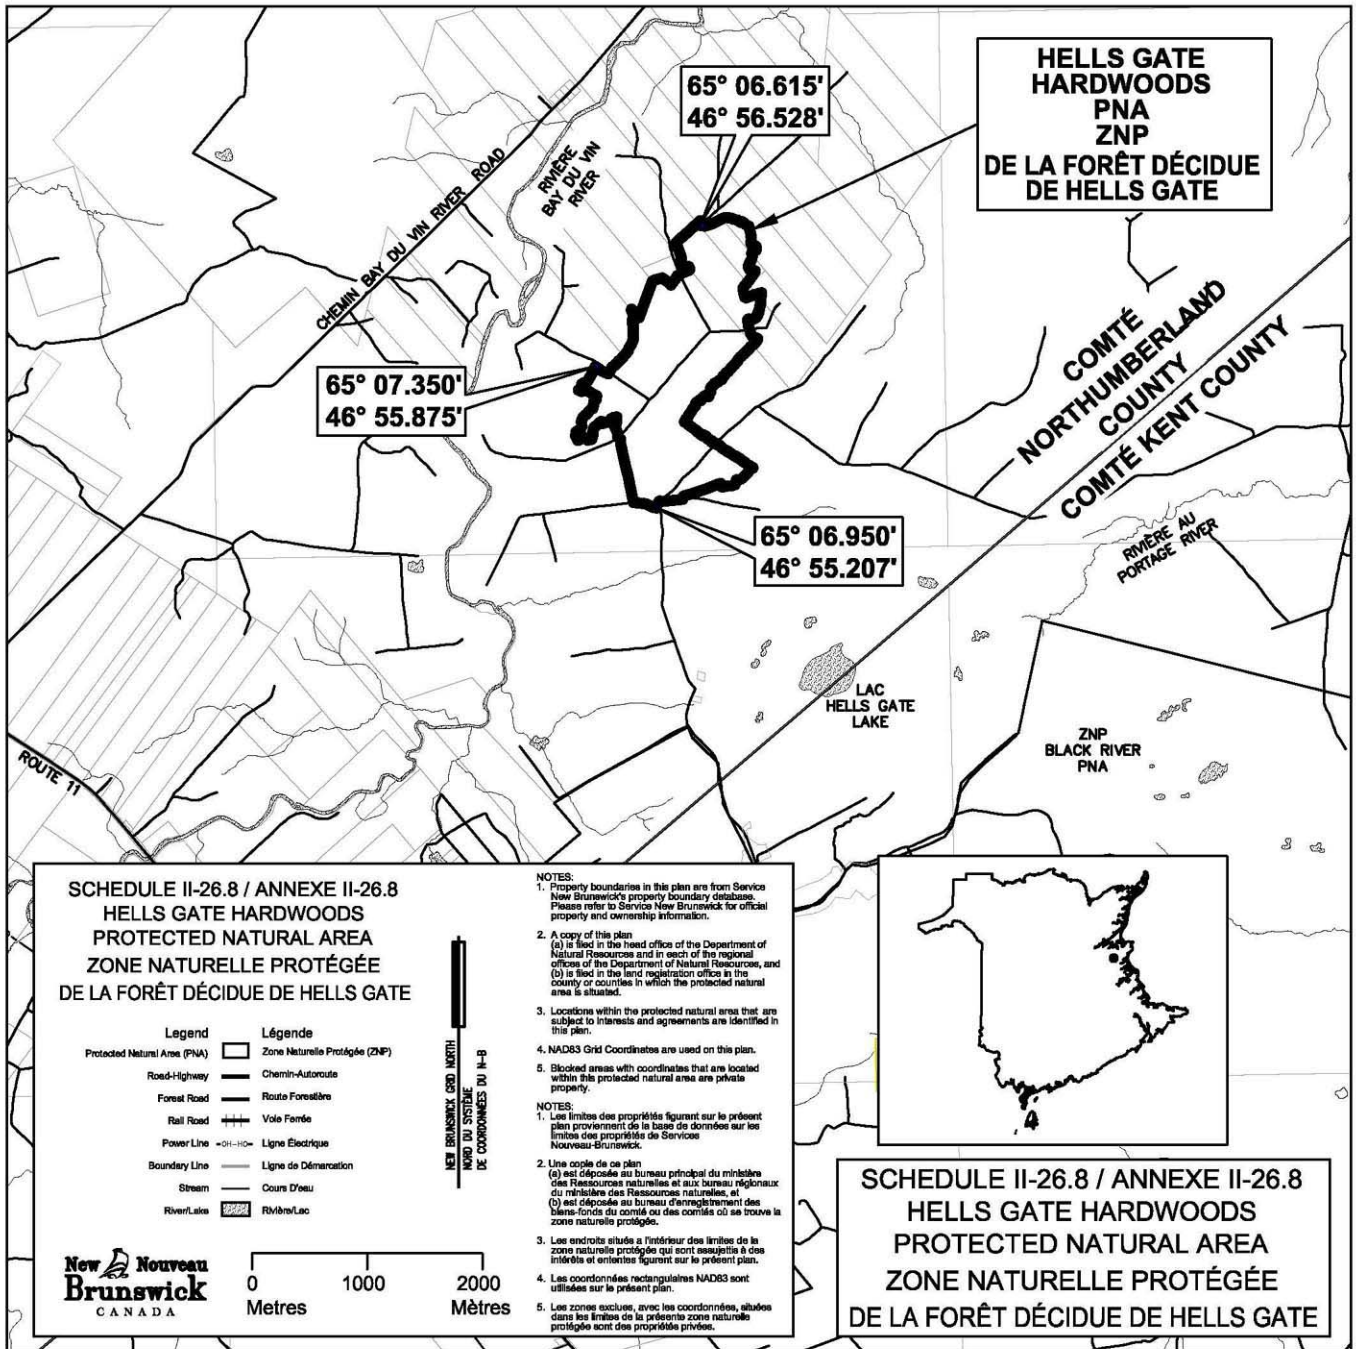 65° 06.615'
46° 56.528'
HELLS GATE
HARDWOODS
PNA
ZNP
DE LA FORÊT DÉCIDUE
DE HELLS GATE
CHEMIN BAY DU VIN RIVER ROAD
RIVIÈRE
BAY DU VIN
RIVER
65° 07.350'
46° 55.875'
COMTÉ
NORTHUMBERLAND
COUNTY
COMTÉ KENT COUNTY
65° 06.950'
46° 55.207'
RIVIÈRE AU
PORTAGE RIVER
LAC
HELLS GATE
LAKE
ZNP
BLACK RIVER
PNA
ROUTE 11
SCHEDULE II-26.8 / ANNEXE II-26.8
HELLS GATE HARDWOODS
PROTECTED NATURAL AREA
ZONE NATURELLE PROTÉGÉE
DE LA FORÊT DÉCIDUE DE HELLS GATE
Legend Légende
Protected Natural Area (PNA) Zone Naturelle Protégée (ZNP)
Road-Highway Chemin-Autoroute
Forest Road Route Forestière
Rail Road Voie Ferrée
Power Line -OH-HO- Ligne Électrique
Boundary Line Ligne de Démarcation
Stream Cours D'eau
River/Lake Rivière/Lac
NEW BRUNSWICK GRID NORTH
NORD DU SYSTÈME
DE COORDONNÉES DU N-B
New Nouveau
Brunswick
CANADA
0 1000 2000
Metres Mètres
NOTES:
1. Property boundaries in this plan are from Service
New Brunswick's property boundary database.
Please refer to Service New Brunswick for official
property and ownership information.
2. A copy of this plan
(a) is filed in the head office of the Department of
Natural Resources and in each of the regional
offices of the Department of Natural Resources, and
(b) is filed in the land registration office in the
county or counties in which the protected natural
area is situated.
3. Locations within the protected natural area that are
subject to interests and agreements are identified in
this plan.
4. NAD83 Grid Coordinates are used on this plan.
5. Blocked areas with coordinates that are located
within this protected natural area are private
property.
NOTES:
1. Les limites des propriétés figurant sur le présent
plan proviennent de la base de données sur les
limites des propriétés de Services
Nouveau-Brunswick.
2. Une copie de ce plan
(a) est déposée au bureau principal du ministère
des Ressources naturelles et aux bureau régionaux
du ministère des Ressources naturelles, et
(b) est déposée au bureau d'enregistrement des
biens-fonds du comté ou des comtés où se trouve la
zone naturelle protégée.
3. Les endroits situés a l'intérieur des limites de la
zone naturelle protégée qui sont assujettis à des
intérêts et ententes figurent sur le présent plan.
4. Les coordonnées rectangulaires NAD83 sont
utilisées sur le présent plan.
5. Les zones exclues, avec les coordonnées, situées
dans les limites de la présente zone naturelle
protégée sont des propriétés privées.
SCHEDULE II-26.8 / ANNEXE II-26.8
HELLS GATE HARDWOODS
PROTECTED NATURAL AREA
ZONE NATURELLE PROTÉGÉE
DE LA FORÊT DÉCIDUE DE HELLS GATE